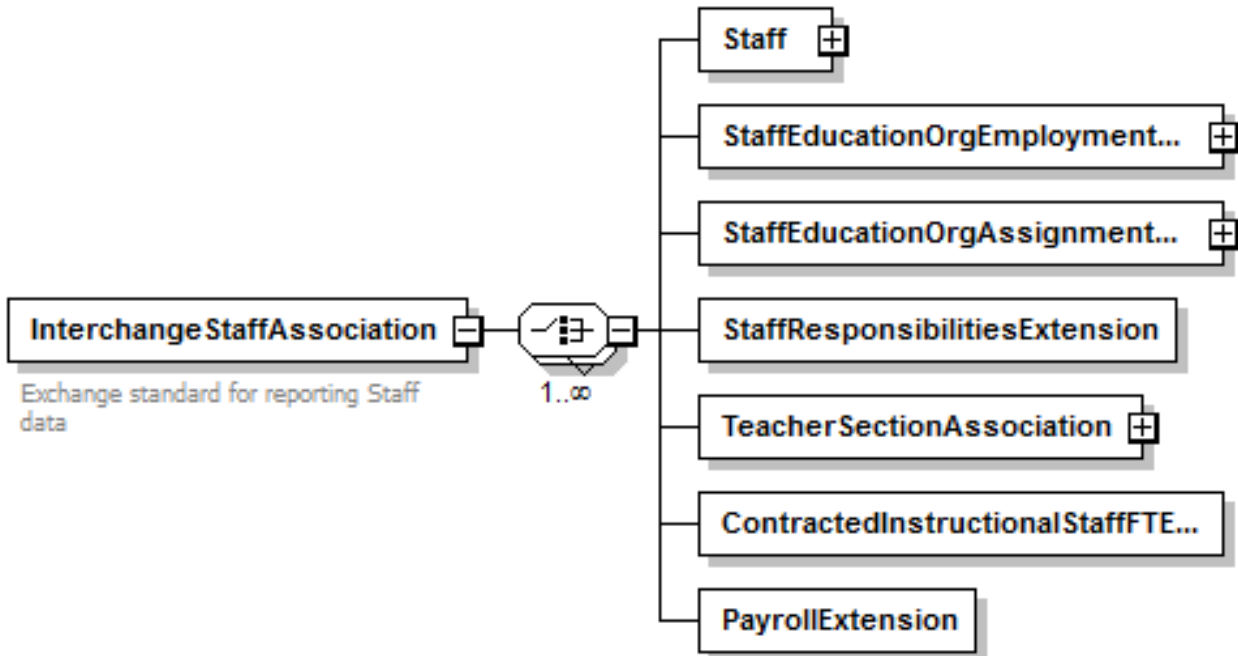 Staff
StaffEducationOrgEmployment...
StaffEducationOrgAssignment...
InterchangeStaffAssociation
Exchange standard for reporting Staff
data
1..∞
StaffResponsibilitiesExtension
TeacherSectionAssociation
ContractedInstructionalStaffFTE...
PayrollExtension